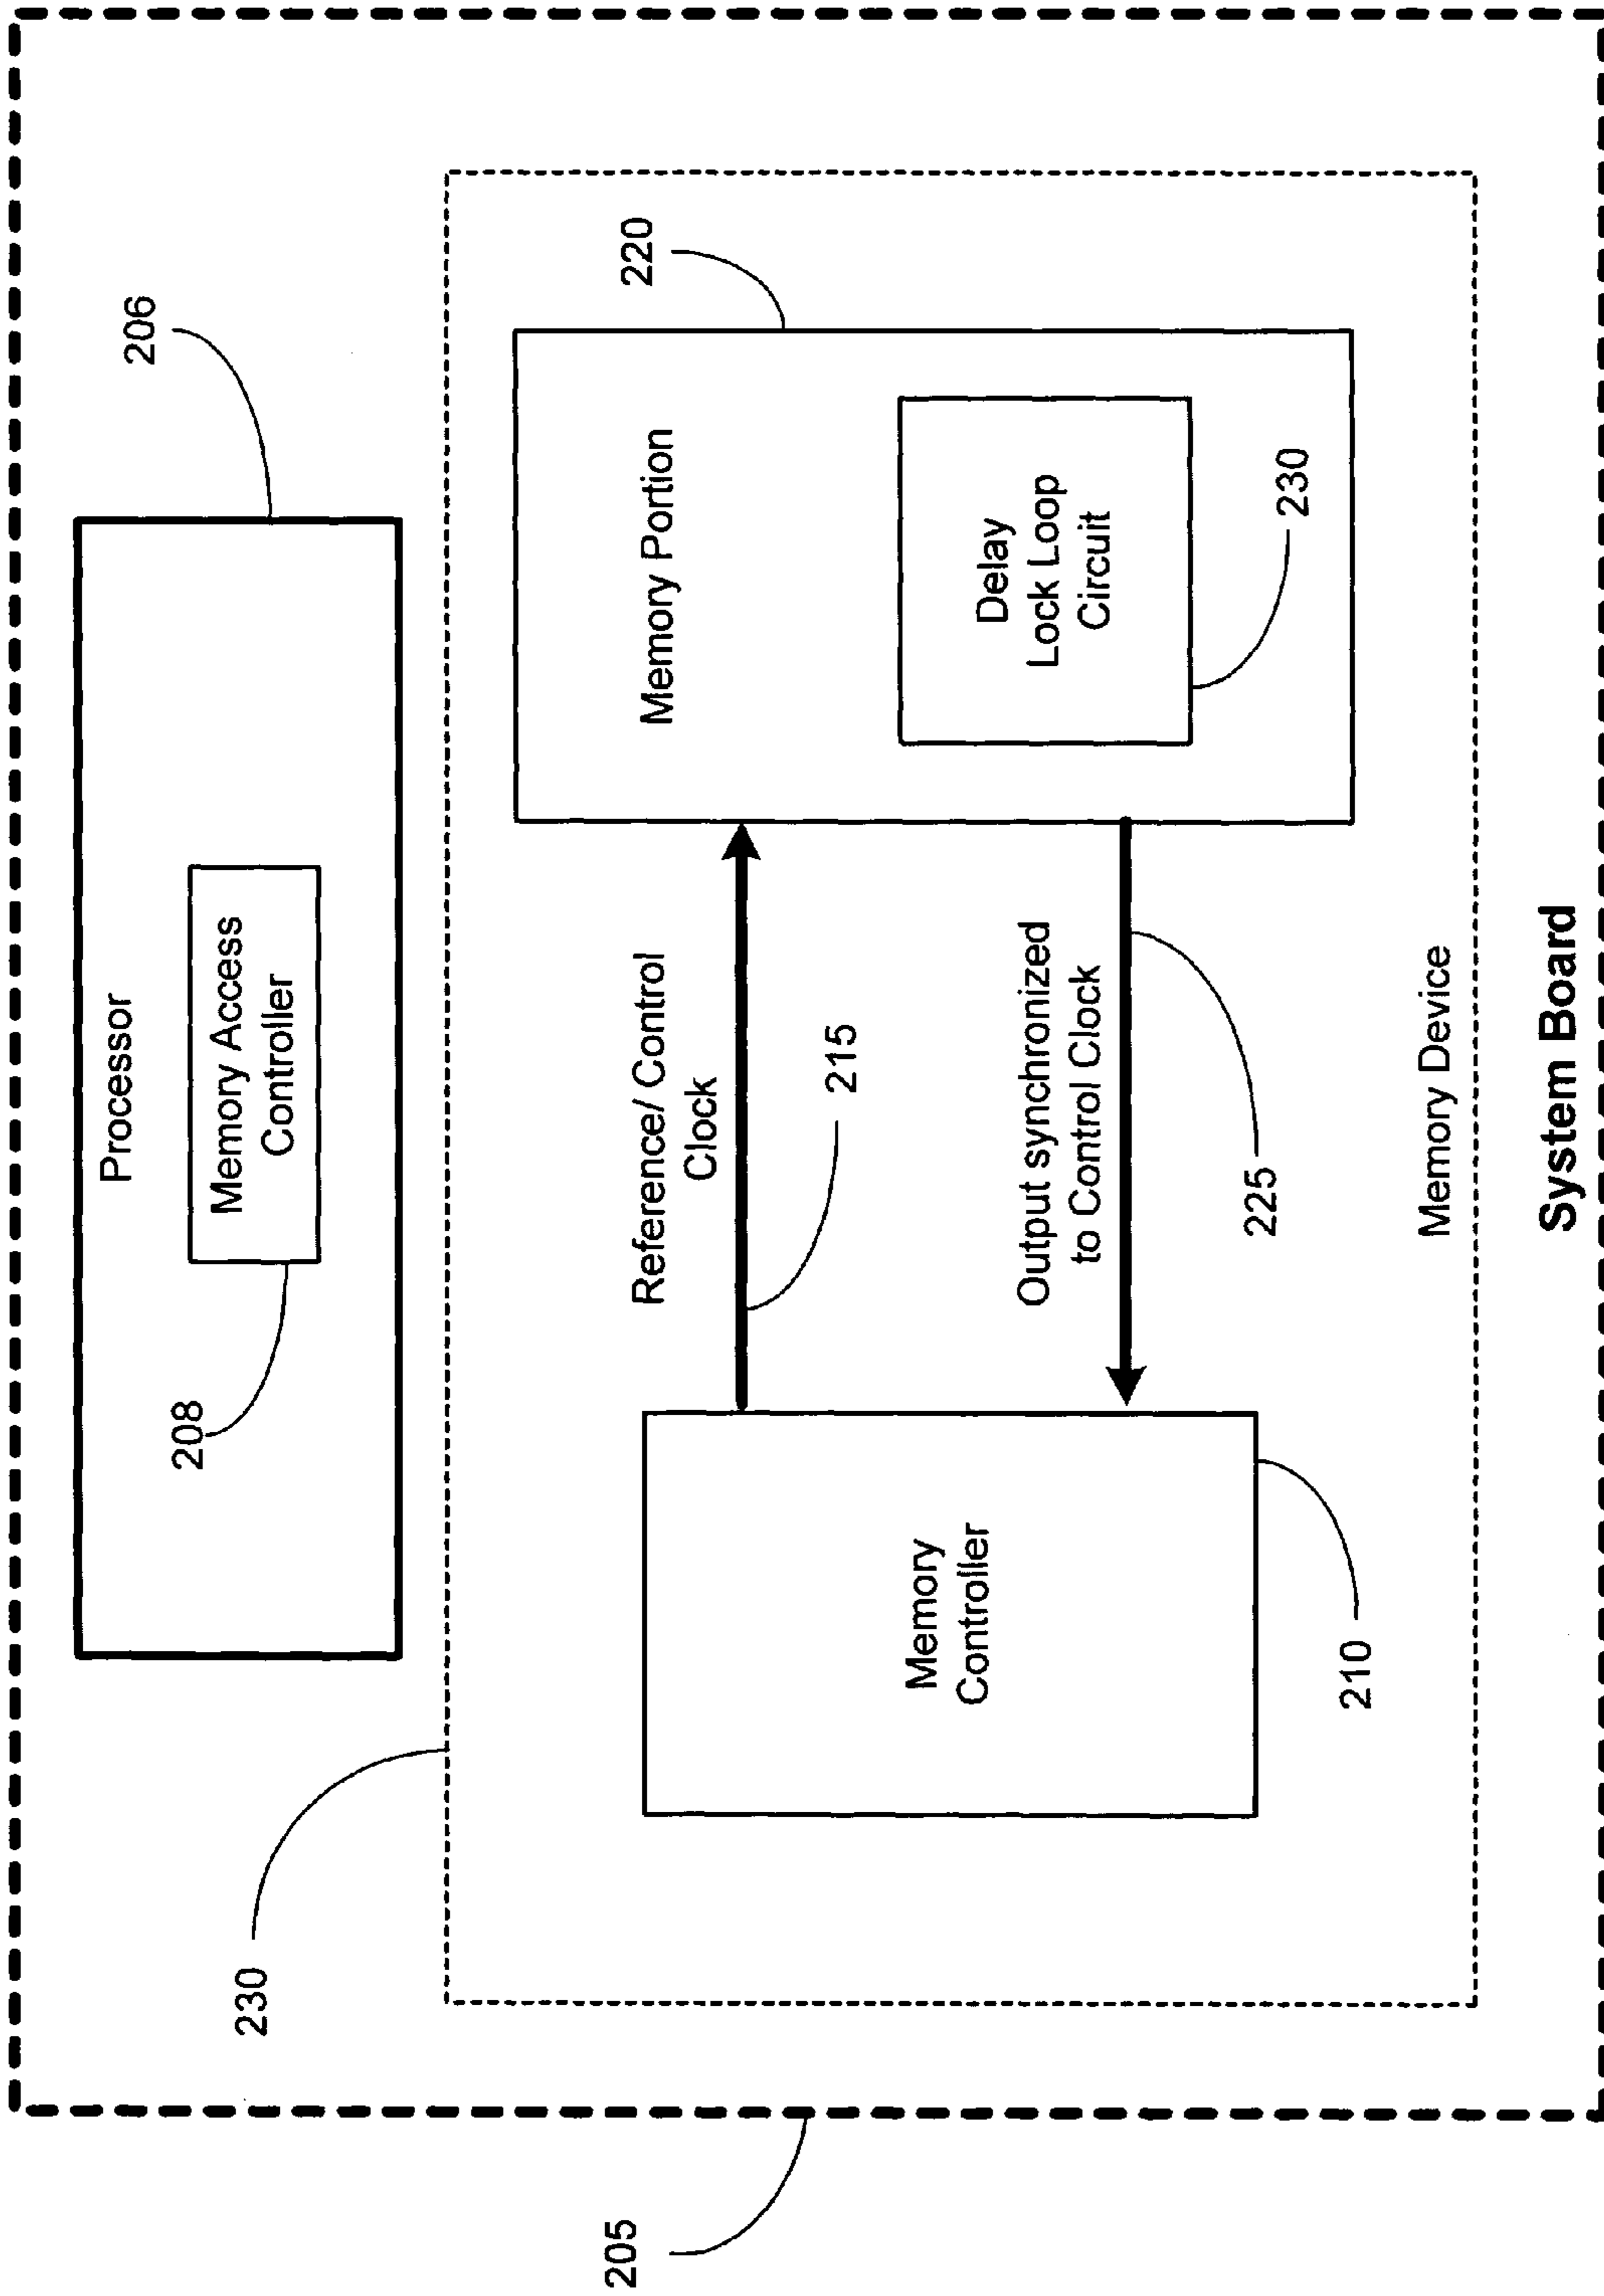 206
Processor
Memory Access
Controller
208
230
220
Memory Portion
Reference/ Control
Clock
215
Delay
Lock Loop
Circuit
230
Memory
Controller
Output synchronized
to Control Clock
225
210
Memory Device
System Board
205